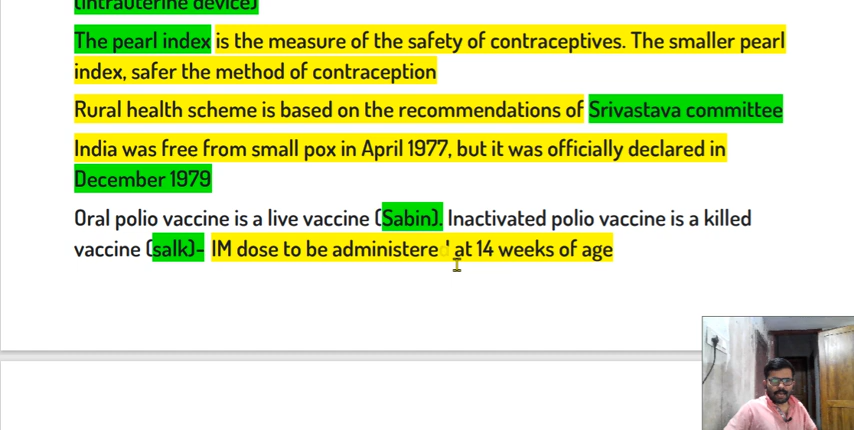 (intrauterine device)
The pearl index is the measure of the safety of contraceptives. The smaller pearl
index, safer the method of contraception
Rural health scheme is based on the recommendations of Srivastava committee
India was free from small pox in April 1977, but it was officially declared in
December 1979
Oral polio vaccine is a live vaccine (Sabin). Inactivated polio vaccine is a killed
vaccine (salk)- IM dose to be administered at 14 weeks of age